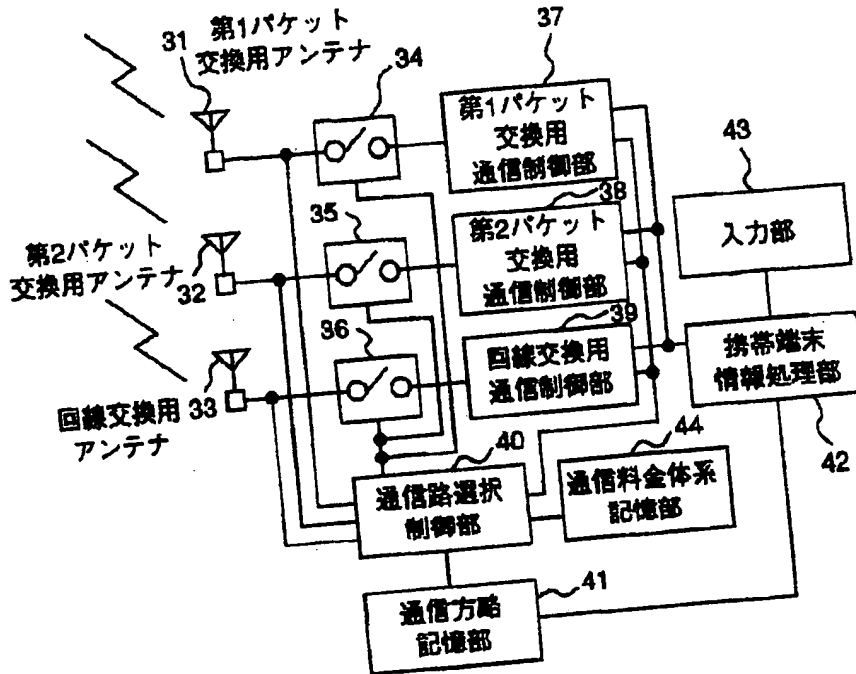 31
第1パケット
交換用アンテナ
34
37
第1パケット
交換用
通信制御部
43
入力部
第2パケット
交換用アンテナ
32
35
38
第2パケット
交換用
通信制御部
回線交換用
アンテナ
33
36
39
回線交換用
通信制御部
携帯端末
情報処理部
42
40
通信路選択
制御部
44
通信料金体系
記憶部
41
通信方略
記憶部